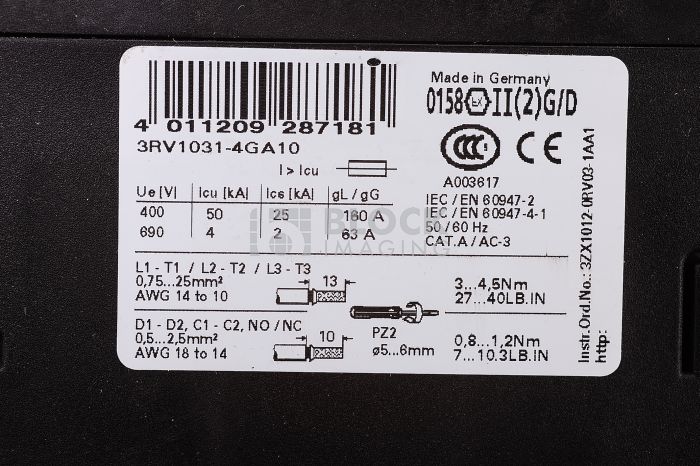 4 011209 287181
3RV1031-4GA10
I > Icu
Ue [V] Icu [kA] Ics [kA] gL / gG
400 50 25 160 A
690 4 2 63 A
Made in Germany
0158 Ex II(2)G/D
CCC CE
A003617
IEC / EN 60947-2
IEC / EN 60947-4-1
50 / 60 Hz
CAT.A / AC-3
L1 - T1 / L2 - T2 / L3 - T3
0,75...25mm²
AWG 14 to 10
13
3...4,5Nm
27...40LB.IN
D1 - D2, C1 - C2, NO / NC
0,5...2,5mm²
AWG 18 to 14
10
PZ2
ø5...6mm
0,8...1,2Nm
7...10.3LB.IN
Instr.Ord.No.: 3ZX1012-0RV03-1AA1
http:
BLOCK
IMAGING